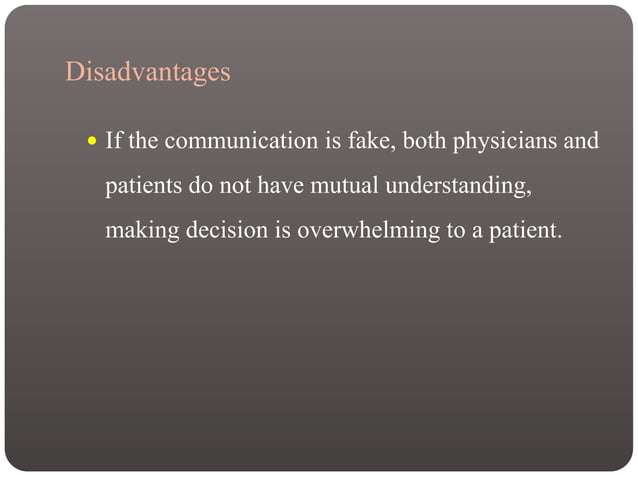 Disadvantages
• If the communication is fake, both physicians and
patients do not have mutual understanding,
making decision is overwhelming to a patient.